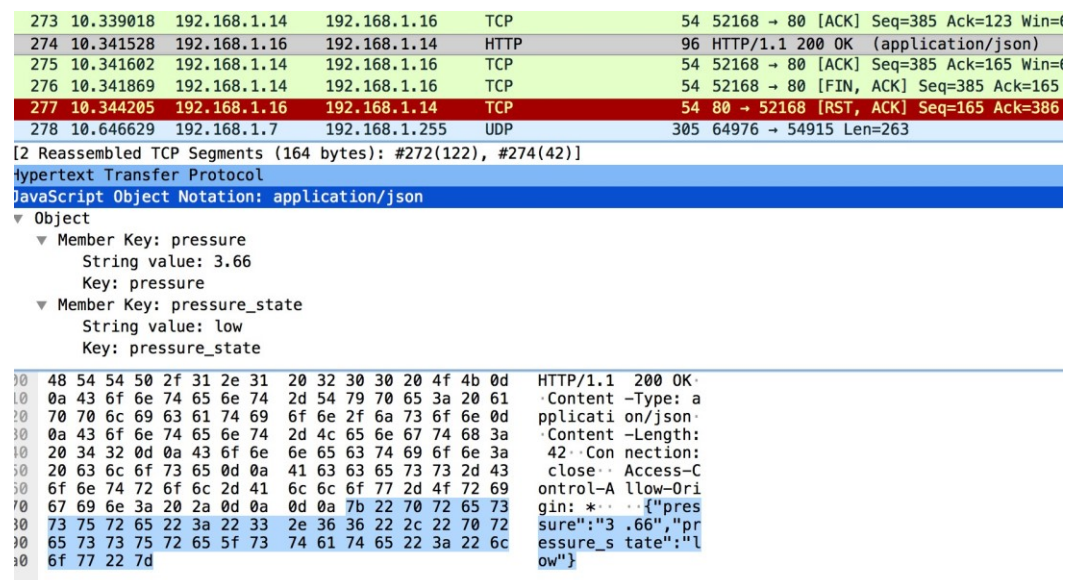 273 10.339018 192.168.1.14 192.168.1.16 TCP 54 52168 → 80 [ACK] Seq=385 Ack=123 Win=6
274 10.341528 192.168.1.16 192.168.1.14 HTTP 96 HTTP/1.1 200 OK (application/json)
275 10.341602 192.168.1.14 192.168.1.16 TCP 54 52168 → 80 [ACK] Seq=385 Ack=165 Win=6
276 10.341869 192.168.1.14 192.168.1.16 TCP 54 52168 → 80 [FIN, ACK] Seq=385 Ack=165
277 10.344205 192.168.1.16 192.168.1.14 TCP 54 80 → 52168 [RST, ACK] Seq=165 Ack=386
278 10.646629 192.168.1.7 192.168.1.255 UDP 305 64976 → 54915 Len=263
[2 Reassembled TCP Segments (164 bytes): #272(122), #274(42)]
Hypertext Transfer Protocol
JavaScript Object Notation: application/json
▼ Object
▼ Member Key: pressure
String value: 3.66
Key: pressure
▼ Member Key: pressure_state
String value: low
Key: pressure_state
00 48 54 54 50 2f 31 2e 31 20 32 30 30 20 4f 4b 0d HTTP/1.1 200 OK·
10 0a 43 6f 6e 74 65 6e 74 2d 54 79 70 65 3a 20 61 ·Content –Type: a
20 70 70 6c 69 63 61 74 69 6f 6e 2f 6a 73 6f 6e 0d pplicati on/json·
30 0a 43 6f 6e 74 65 6e 74 2d 4c 65 6e 67 74 68 3a ·Content –Length:
40 20 34 32 0d 0a 43 6f 6e 6e 65 63 74 69 6f 6e 3a 42··Con nection:
50 20 63 6c 6f 73 65 0d 0a 41 63 63 65 73 73 2d 43 close·· Access–C
60 6f 6e 74 72 6f 6c 2d 41 6c 6c 6f 77 2d 4f 72 69 ontrol–A llow–Ori
70 67 69 6e 3a 20 2a 0d 0a 0d 0a 7b 22 70 72 65 73 gin: *·· ··{"pres
80 73 75 72 65 22 3a 22 33 2e 36 36 22 2c 22 70 72 sure":"3 .66","pr
90 65 73 73 75 72 65 5f 73 74 61 74 65 22 3a 22 6c essure_s tate":"l
a0 6f 77 22 7d ow"}